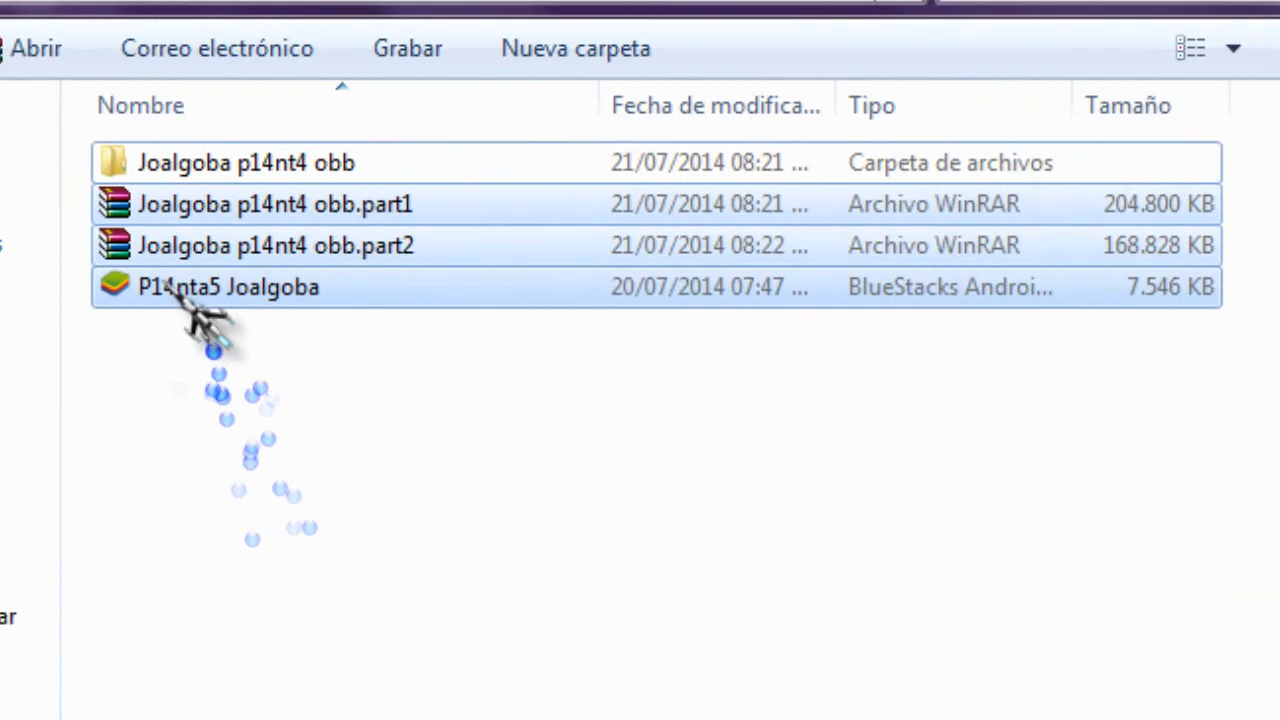 Abrir Correo electrónico Grabar Nueva carpeta
Nombre Fecha de modifica... Tipo Tamaño
Joalgoba p14nt4 obb 21/07/2014 08:21 ... Carpeta de archivos
Joalgoba p14nt4 obb.part1 21/07/2014 08:21 ... Archivo WinRAR 204.800 KB
Joalgoba p14nt4 obb.part2 21/07/2014 08:22 ... Archivo WinRAR 168.828 KB
P14nta5 Joalgoba 20/07/2014 07:47 ... BlueStacks Androi... 7.546 KB
ar